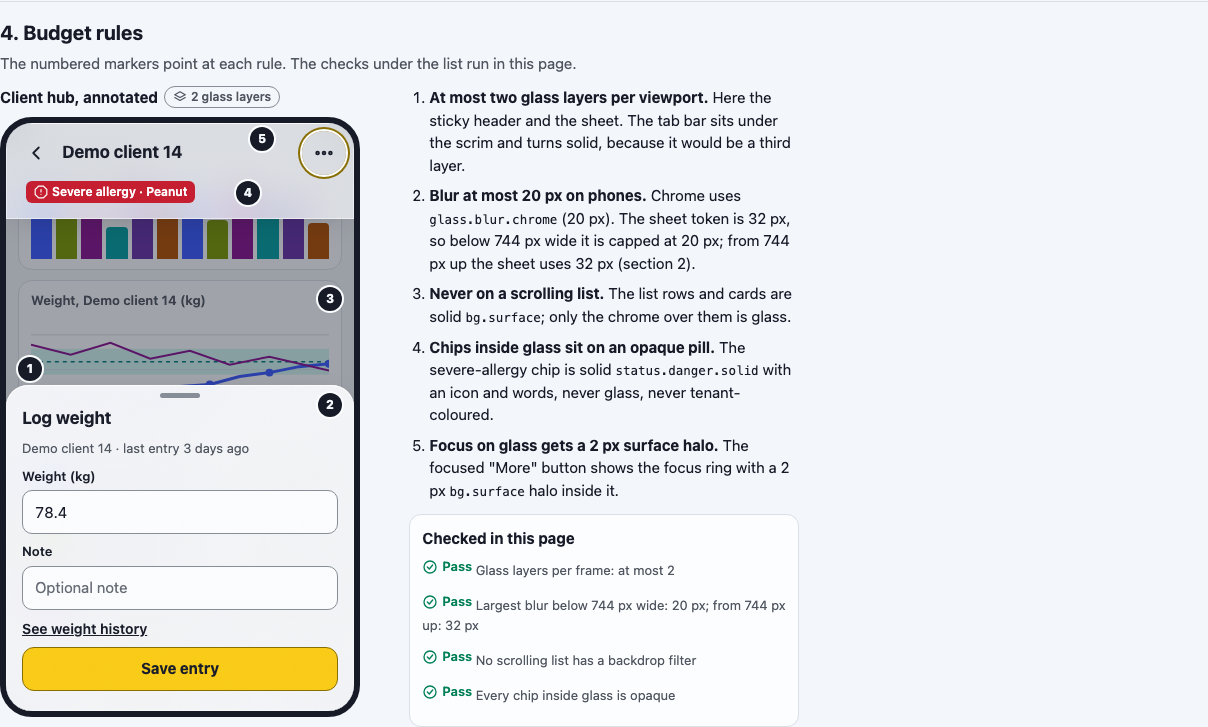 4. Budget rules
The numbered markers point at each rule. The checks under the list run in this page.
Client hub, annotated
2 glass layers
5
Demo client 14
Severe allergy · Peanut
4
Weight, Demo client 14 (kg)
3
1
2
Log weight
Demo client 14 · last entry 3 days ago
Weight (kg)
78.4
Note
Optional note
See weight history
Save entry
1. At most two glass layers per viewport. Here the
sticky header and the sheet. The tab bar sits under
the scrim and turns solid, because it would be a third
layer.
2. Blur at most 20 px on phones. Chrome uses
glass.blur.chrome (20 px). The sheet token is 32 px,
so below 744 px wide it is capped at 20 px; from 744
px up the sheet uses 32 px (section 2).
3. Never on a scrolling list. The list rows and cards are
solid bg.surface; only the chrome over them is glass.
4. Chips inside glass sit on an opaque pill. The
severe-allergy chip is solid status.danger.solid with
an icon and words, never glass, never tenant-
coloured.
5. Focus on glass gets a 2 px surface halo. The
focused "More" button shows the focus ring with a 2
px bg.surface halo inside it.
Checked in this page
Pass Glass layers per frame: at most 2
Pass Largest blur below 744 px wide: 20 px; from 744 px
up: 32 px
Pass No scrolling list has a backdrop filter
Pass Every chip inside glass is opaque